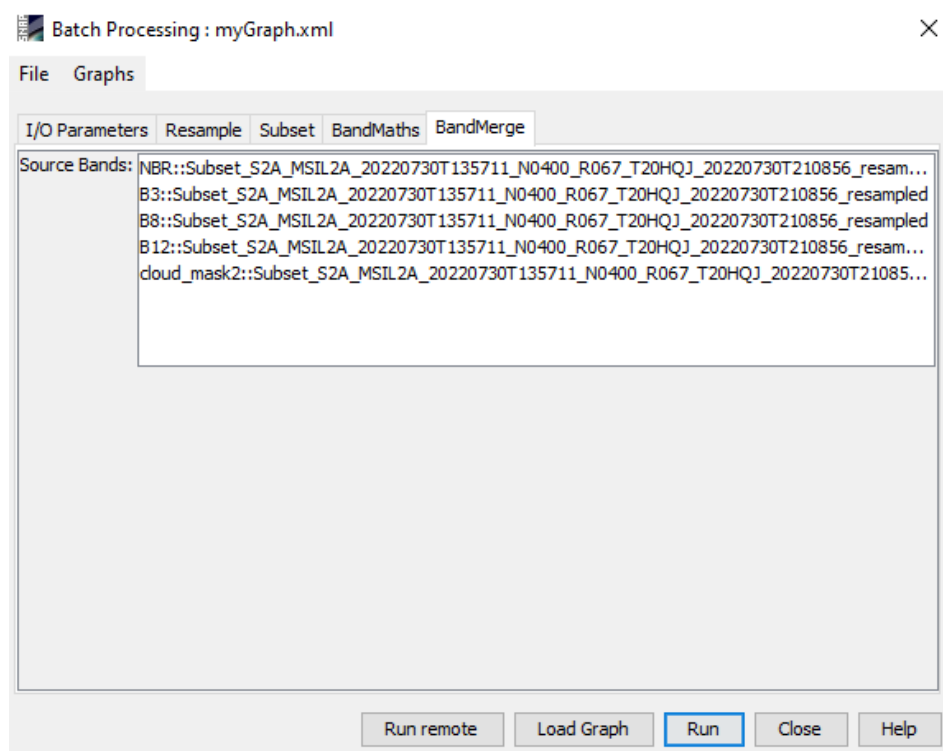 Batch Processing : myGraph.xml
File Graphs
I/O Parameters Resample Subset BandMaths BandMerge
Source Bands: NBR::Subset_S2A_MSIL2A_20220730T135711_N0400_R067_T20HQJ_20220730T210856_resam...
B3::Subset_S2A_MSIL2A_20220730T135711_N0400_R067_T20HQJ_20220730T210856_resampled
B8::Subset_S2A_MSIL2A_20220730T135711_N0400_R067_T20HQJ_20220730T210856_resampled
B12::Subset_S2A_MSIL2A_20220730T135711_N0400_R067_T20HQJ_20220730T210856_resam...
cloud_mask2::Subset_S2A_MSIL2A_20220730T135711_N0400_R067_T20HQJ_20220730T21085...
Run remote Load Graph Run Close Help